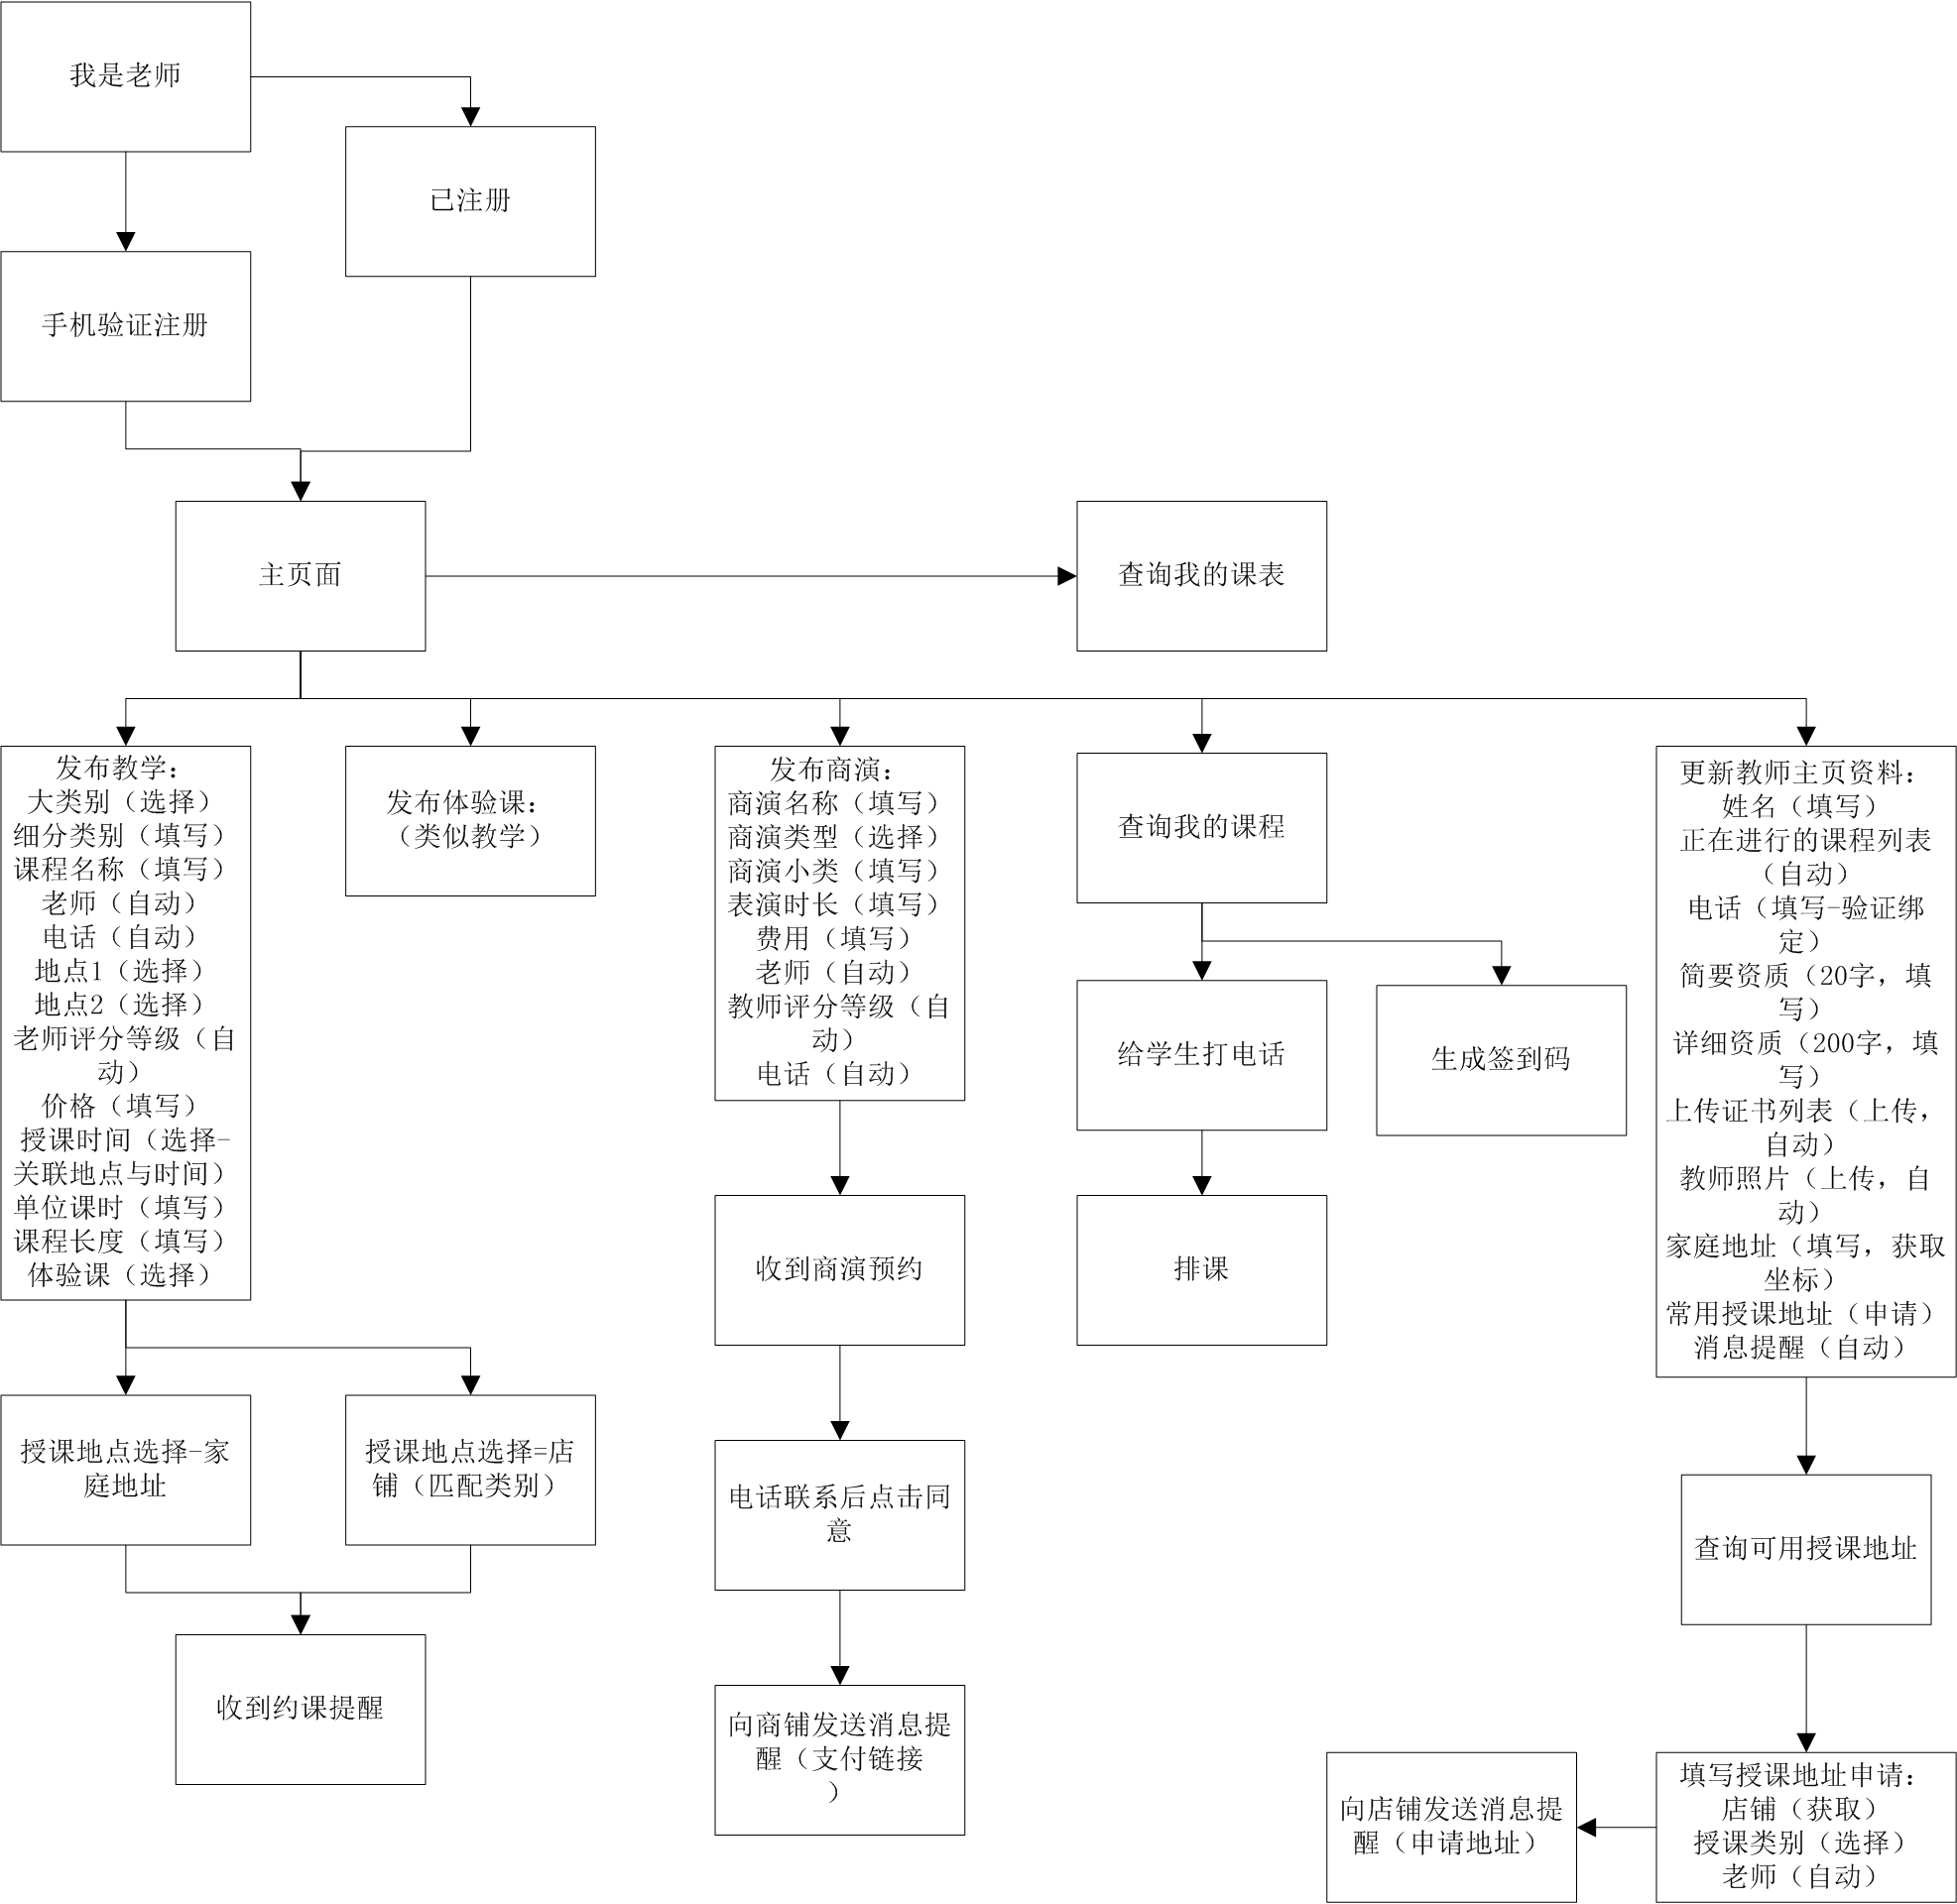 我是老师
已注册
手机验证注册
主页面
查询我的课表
发布教学：
大类别（选择）
细分类别（填写）
课程名称（填写）
老师（自动）
电话（自动）
地点1（选择）
地点2（选择）
老师评分等级（自
动）
价格（填写）
授课时间（选择-
关联地点与时间）
单位课时（填写）
课程长度（填写）
体验课（选择）
发布体验课：
（类似教学）
发布商演：
商演名称（填写）
商演类型（选择）
商演小类（填写）
表演时长（填写）
费用（填写）
老师（自动）
教师评分等级（自
动）
电话（自动）
查询我的课程
更新教师主页资料：
姓名（填写）
正在进行的课程列表
（自动）
电话（填写-验证绑
定）
简要资质（20字，填
写）
详细资质（200字，填
写）
上传证书列表（上传，
自动）
教师照片（上传，自
动）
家庭地址（填写，获取
坐标）
常用授课地址（申请）
消息提醒（自动）
给学生打电话
生成签到码
收到商演预约
排课
授课地点选择-家
庭地址
授课地点选择=店
铺（匹配类别）
电话联系后点击同
意
查询可用授课地址
收到约课提醒
向商铺发送消息提
醒（支付链接
）
向店铺发送消息提
醒（申请地址）
填写授课地址申请：
店铺（获取）
授课类别（选择）
老师（自动）